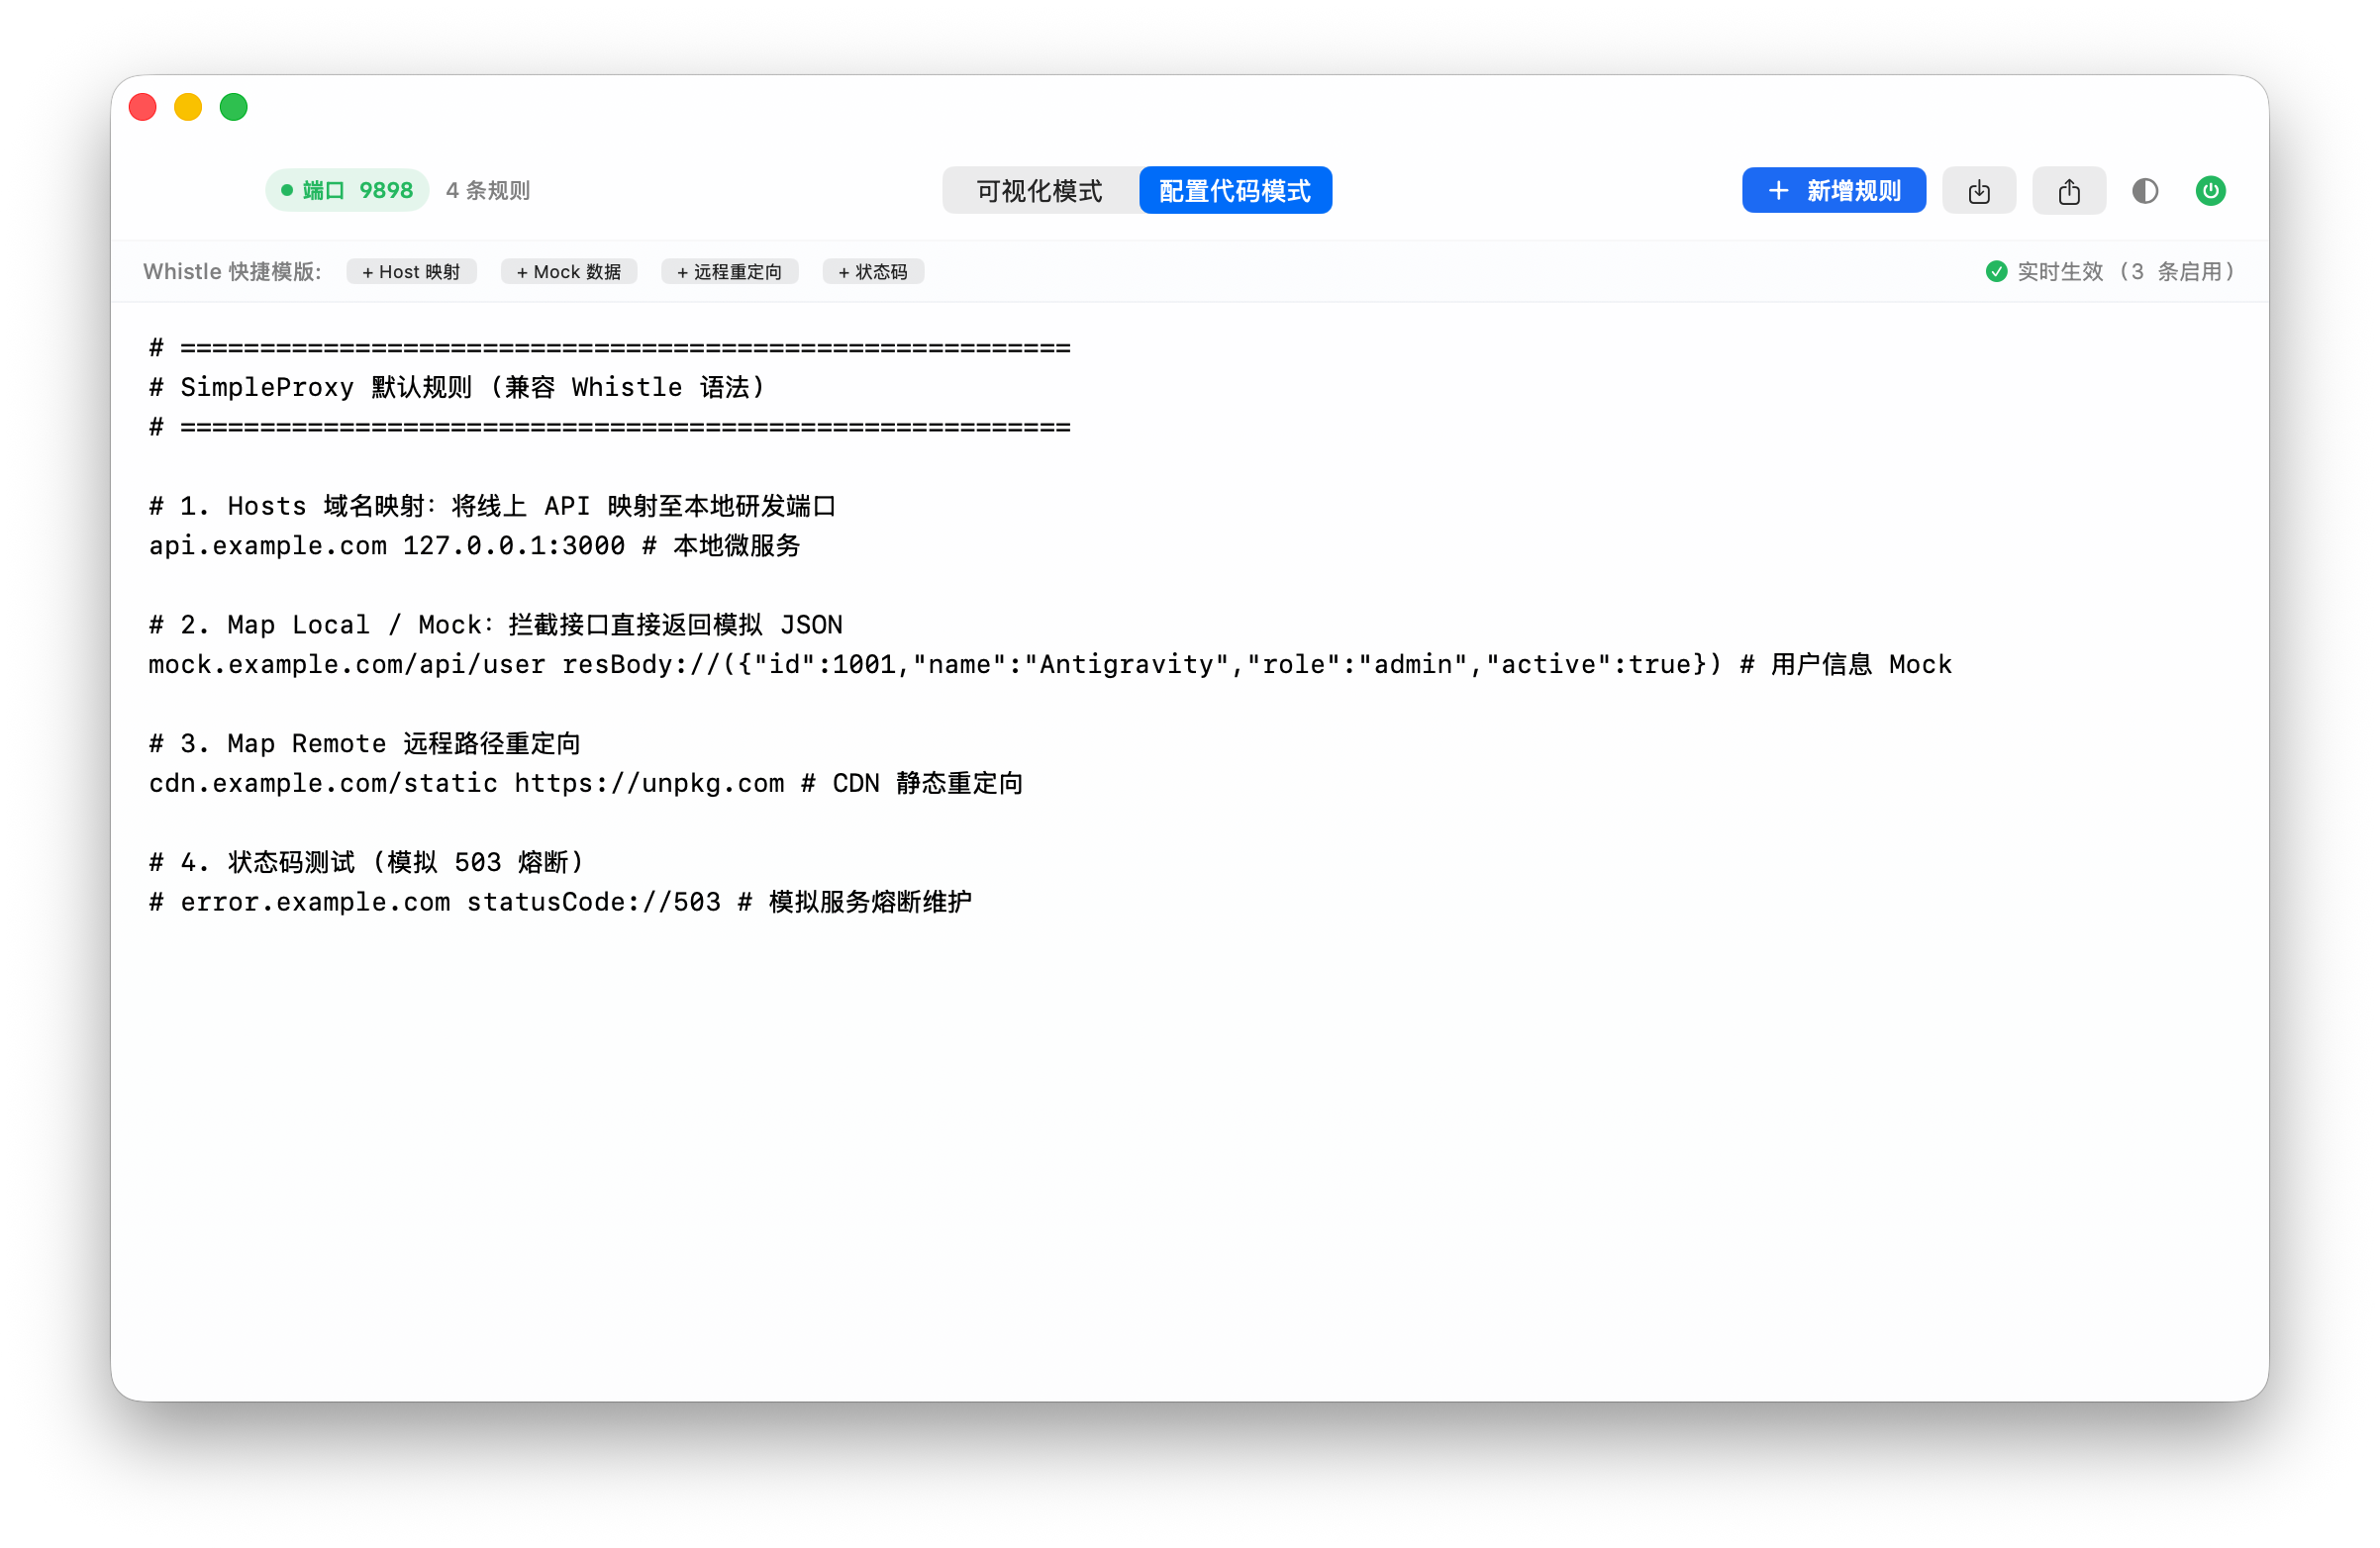 端口 9898
4 条规则
可视化模式
配置代码模式
+ 新增规则
Whistle 快捷模版:
+ Host 映射
+ Mock 数据
+ 远程重定向
+ 状态码
实时生效 (3 条启用)
# ========================================================
# SimpleProxy 默认规则 (兼容 Whistle 语法)
# ========================================================
# 1. Hosts 域名映射: 将线上 API 映射至本地研发端口
api.example.com 127.0.0.1:3000 # 本地微服务
# 2. Map Local / Mock: 拦截接口直接返回模拟 JSON
mock.example.com/api/user resBody://({"id":1001,"name":"Antigravity","role":"admin","active":true}) # 用户信息 Mock
# 3. Map Remote 远程路径重定向
cdn.example.com/static https://unpkg.com # CDN 静态重定向
# 4. 状态码测试 (模拟 503 熔断)
# error.example.com statusCode://503 # 模拟服务熔断维护